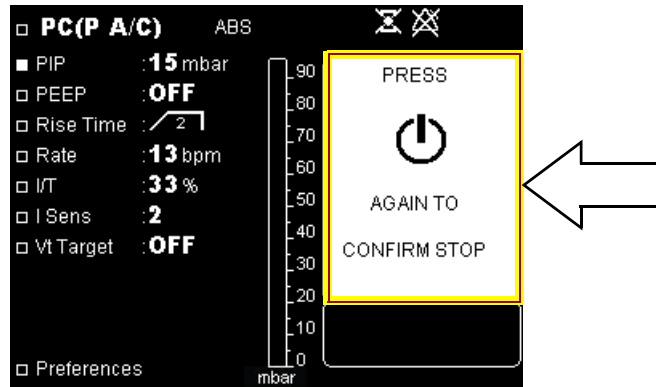 PC(P A/C) ABS
PIP :15 mbar
PEEP :OFF
Rise Time : 2
Rate :13 bpm
I/T :33 %
I Sens :2
Vt Target :OFF
Preferences
90
80
70
60
50
40
30
20
10
0
mbar
PRESS
AGAIN TO
CONFIRM STOP